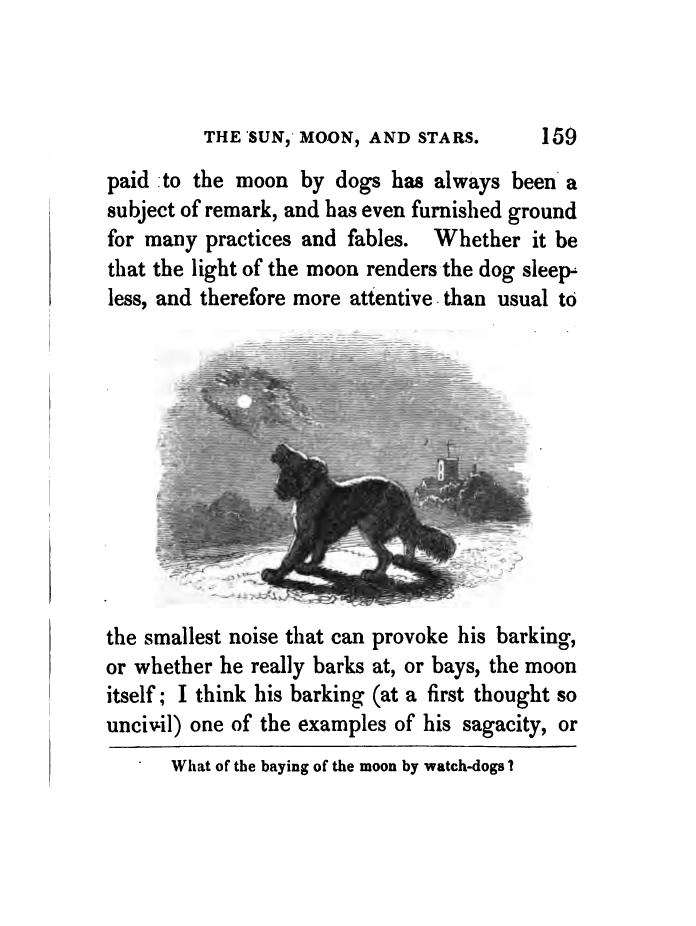 THE SUN, MOON, AND STARS. 159
paid to the moon by dogs has always been a
subject of remark, and has even furnished ground
for many practices and fables. Whether it be
that the light of the moon renders the dog sleep-
less, and therefore more attentive than usual to
the smallest noise that can provoke his barking,
or whether he really barks at, or bays, the moon
itself; I think his barking (at a first thought so
uncivil) one of the examples of his sagacity, or
What of the baying of the moon by watch-dogs?